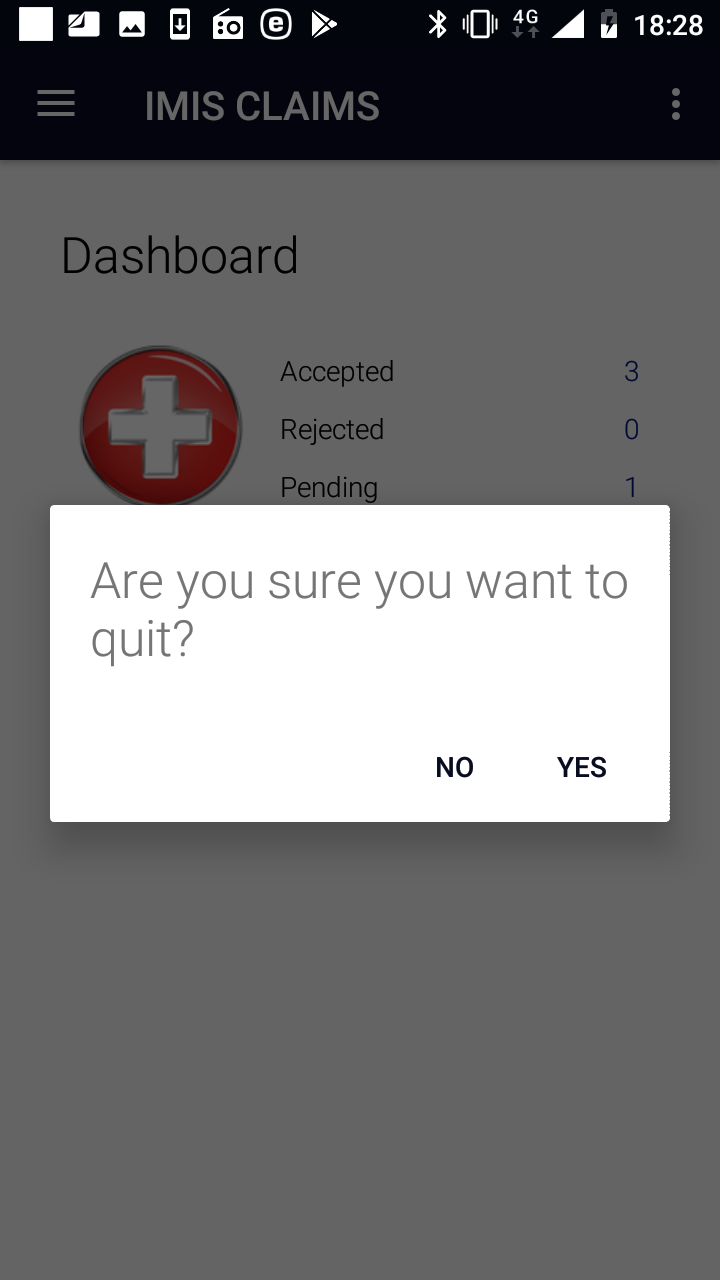 4G 18:28
IMIS CLAIMS
Dashboard
Accepted 3
Rejected 0
Pending 1
Are you sure you want to
quit?
NO YES